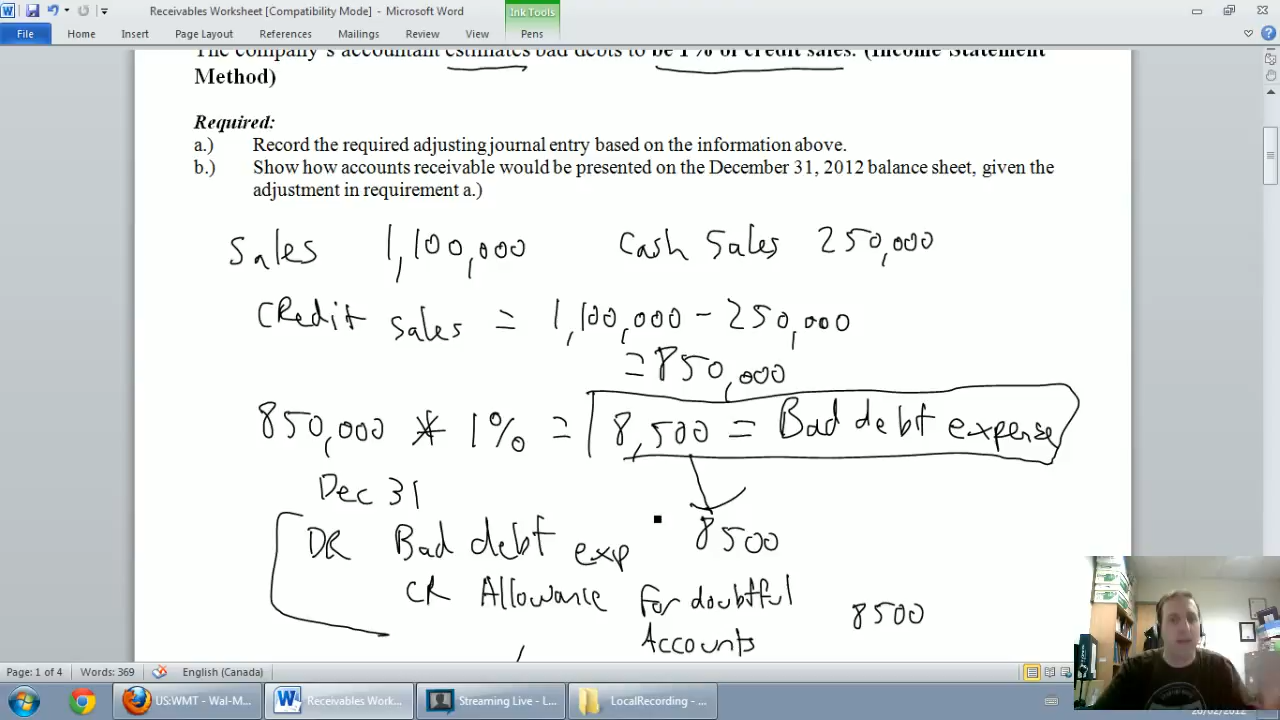 Receivables Worksheet [Compatibility Mode] - Microsoft Word
Ink Tools
File Home Insert Page Layout References Mailings Review View Pens
The company's accountant estimates bad debts to be 1% of credit sales. (Income Statement
Method)
Required:
a.) Record the required adjusting journal entry based on the information above.
b.) Show how accounts receivable would be presented on the December 31, 2012 balance sheet, given the
adjustment in requirement a.)
Sales 1,100,000 Cash Sales 250,000
CRedit sales = 1,100,000 - 250,000
= 850,000
850,000 * 1% = 8,500 = Bad debt expense
Dec 31
DR Bad debt exp 8500
CR Allowance For doubtful 8500
Accounts
Page: 1 of 4 Words: 369 English (Canada)
US:WMT - Wal-M... Receivables Workshe... Streaming Live - L... LocalRecording - ...
20/02/2012